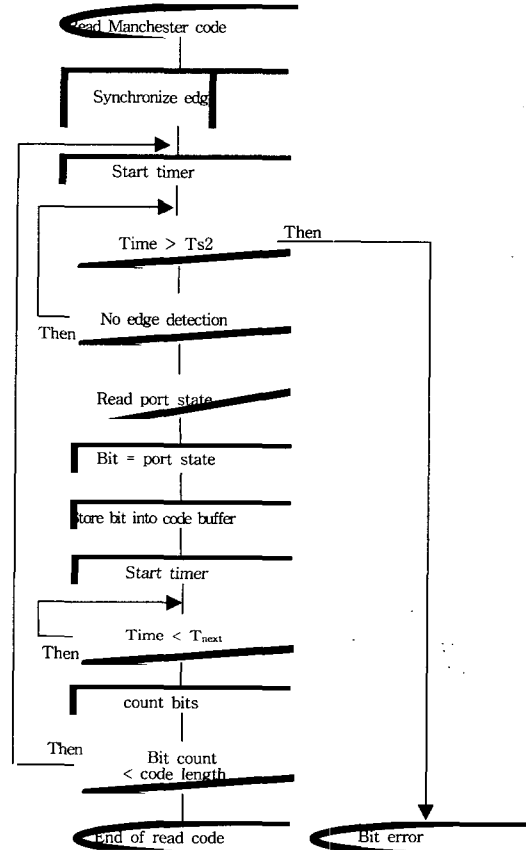 Read Manchester code
Synchronize edg
Start timer
Time > Ts2
Then
No edge detection
Then
Read port state
Bit = port state
Store bit into code buffer
Start timer
Time < Tnext
Then
count bits
Then
Bit count
< code length
End of read code
Bit error